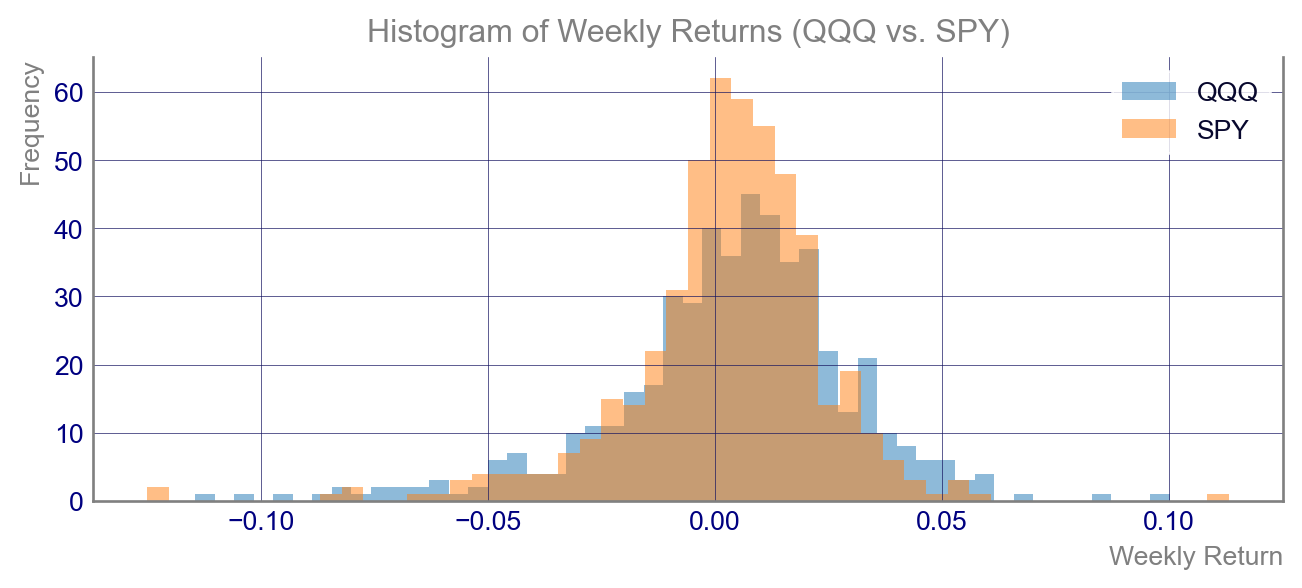 Histogram of Weekly Returns (QQQ vs. SPY)
Frequency
60
50
40
30
20
10
0
QQQ
SPY
−0.10 −0.05 0.00 0.05 0.10
Weekly Return